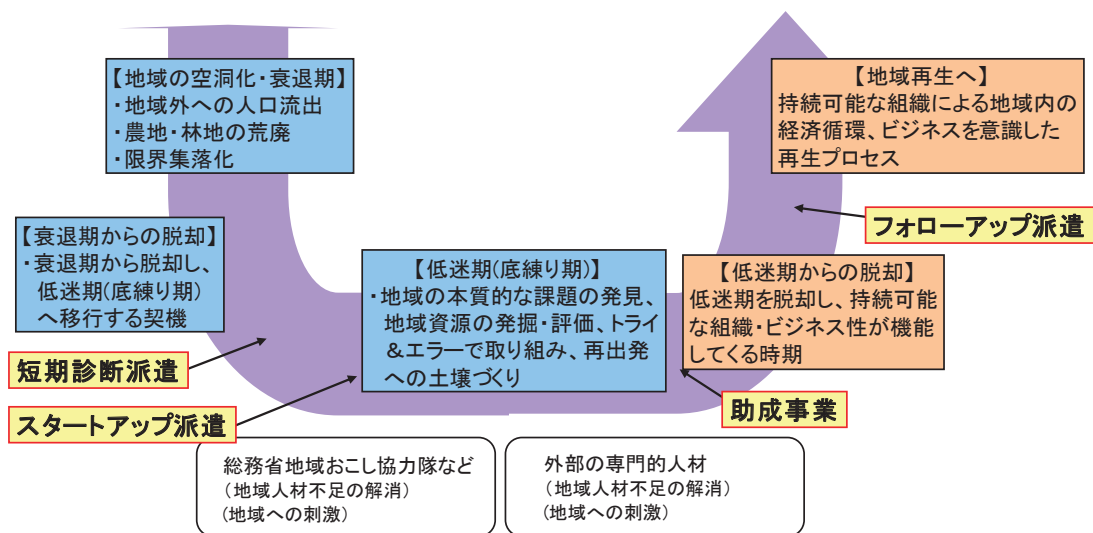 【地域の空洞化・衰退期】
・地域外への人口流出
・農地・林地の荒廃
・限界集落化
【衰退期からの脱却】
・衰退期から脱却し、
低迷期(底練り期)
へ移行する契機
短期診断派遣
スタートアップ派遣
【低迷期(底練り期)】
・地域の本質的な課題の発見、
地域資源の発掘・評価、トライ
&エラーで取り組み、再出発
への土壌づくり
総務省地域おこし協力隊など
(地域人材不足の解消)
(地域への刺激)
外部の専門的人材
(地域人材不足の解消)
(地域への刺激)
助成事業
【低迷期からの脱却】
低迷期を脱却し、持続可能
な組織・ビジネス性が機能
してくる時期
フォローアップ派遣
【地域再生へ】
持続可能な組織による地域内の
経済循環、ビジネスを意識した
再生プロセス